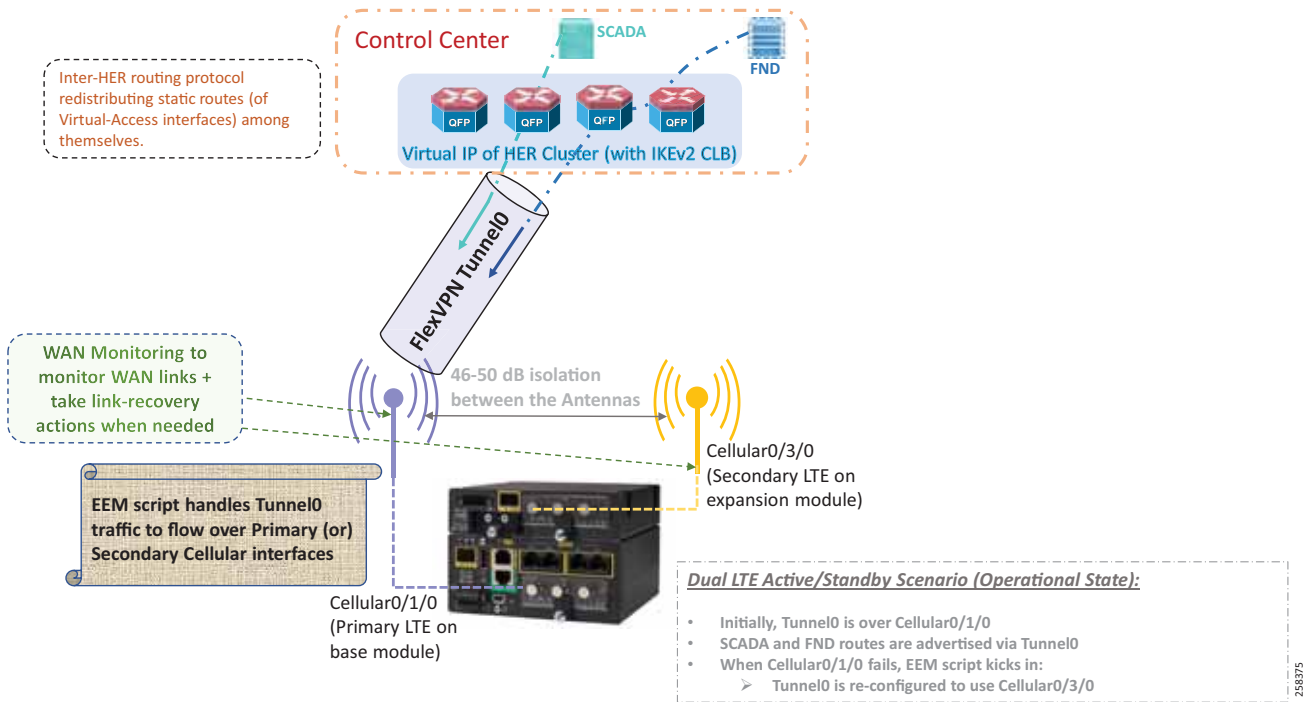 Control Center
SCADA
FND
Inter-HER routing protocol
redistributing static routes (of
Virtual-Access interfaces) among
themselves.
QFP
QFP
QFP
QFP
Virtual IP of HER Cluster (with IKEv2 CLB)
FlexVPN Tunnel0
WAN Monitoring to
monitor WAN links +
take link-recovery
actions when needed
46-50 dB isolation
between the Antennas
Cellular0/3/0
(Secondary LTE on
expansion module)
EEM script handles Tunnel0
traffic to flow over Primary (or)
Secondary Cellular interfaces
Cellular0/1/0
(Primary LTE on
base module)
Dual LTE Active/Standby Scenario (Operational State):
• Initially, Tunnel0 is over Cellular0/1/0
• SCADA and FND routes are advertised via Tunnel0
• When Cellular0/1/0 fails, EEM script kicks in:
➢ Tunnel0 is re-configured to use Cellular0/3/0
258375